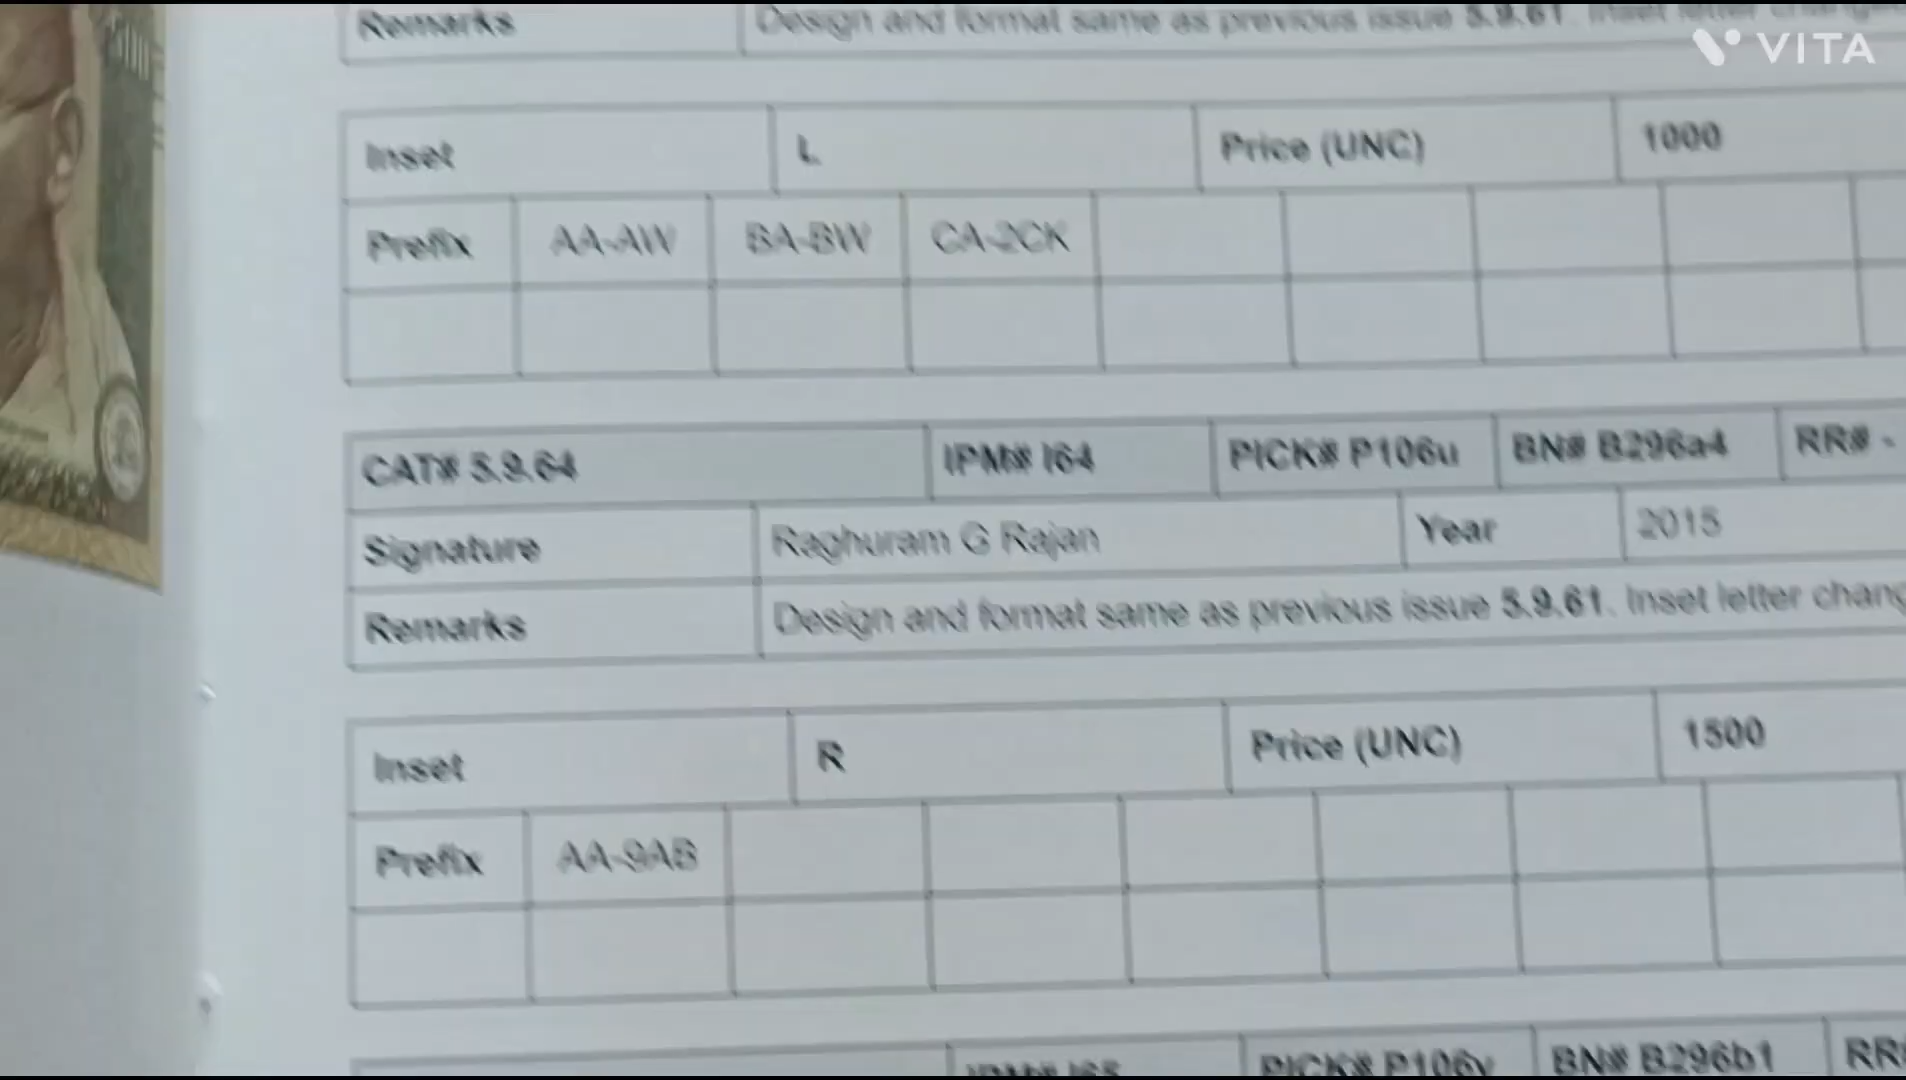 Remarks Design and format same as previous issue 5.9.61. Inset letter changed
VITA
Inset L Price (UNC) 1000
Prefix AA-AW BA-BW CA-2CK
CAT# 5.9.64 IPM# I64 PICK# P106u BN# B296a4 RR# -
Signature Raghuram G Rajan Year 2015
Remarks Design and format same as previous issue 5.9.61. Inset letter chang
Inset R Price (UNC) 1500
Prefix AA-9AB
IPM# I65 PICK# P106v BN# B296b1 RR#